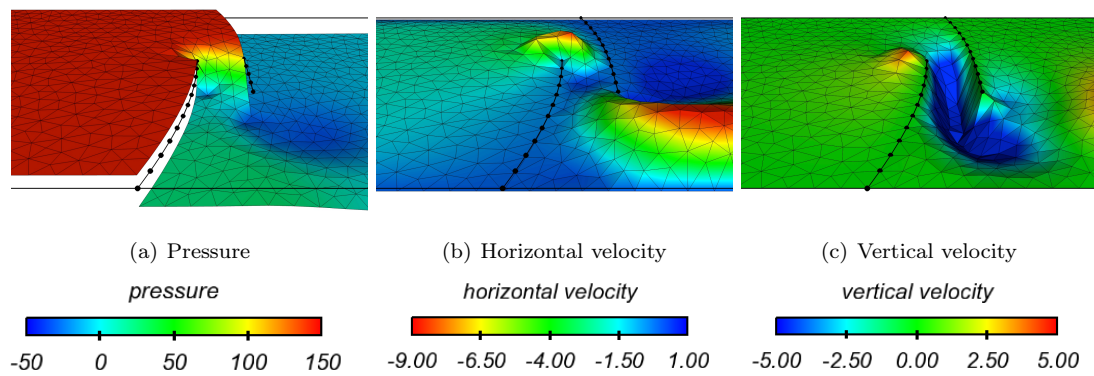 (a) Pressure (b) Horizontal velocity (c) Vertical velocity
pressure horizontal velocity vertical velocity
-50 0 50 100 150 -9.00 -6.50 -4.00 -1.50 1.00 -5.00 -2.50 0.00 2.50 5.00